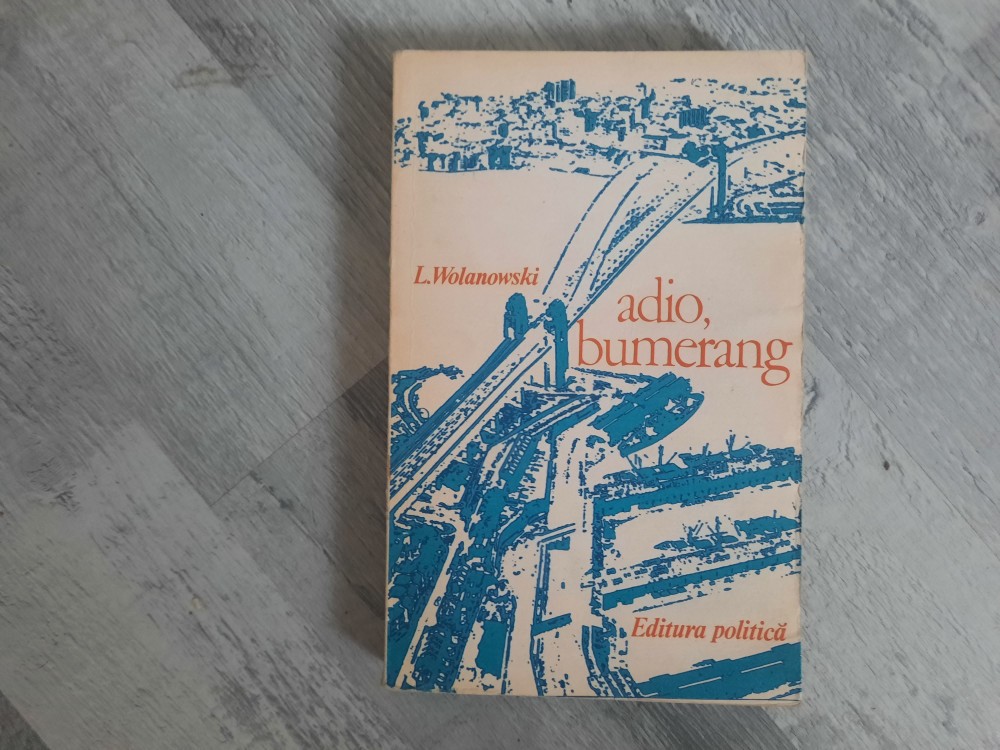 L.Wolanowski
adio,
bumerang
Editura politică